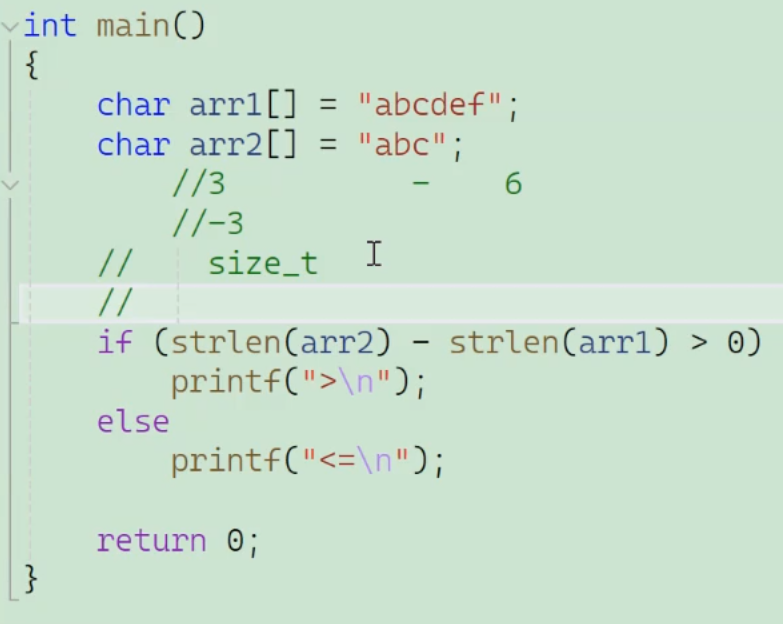 int main()
{
char arr1[] = "abcdef";
char arr2[] = "abc";
//3 - 6
//-3
// size_t
//
if (strlen(arr2) - strlen(arr1) > 0)
printf(">\n");
else
printf("<=\n");
return 0;
}